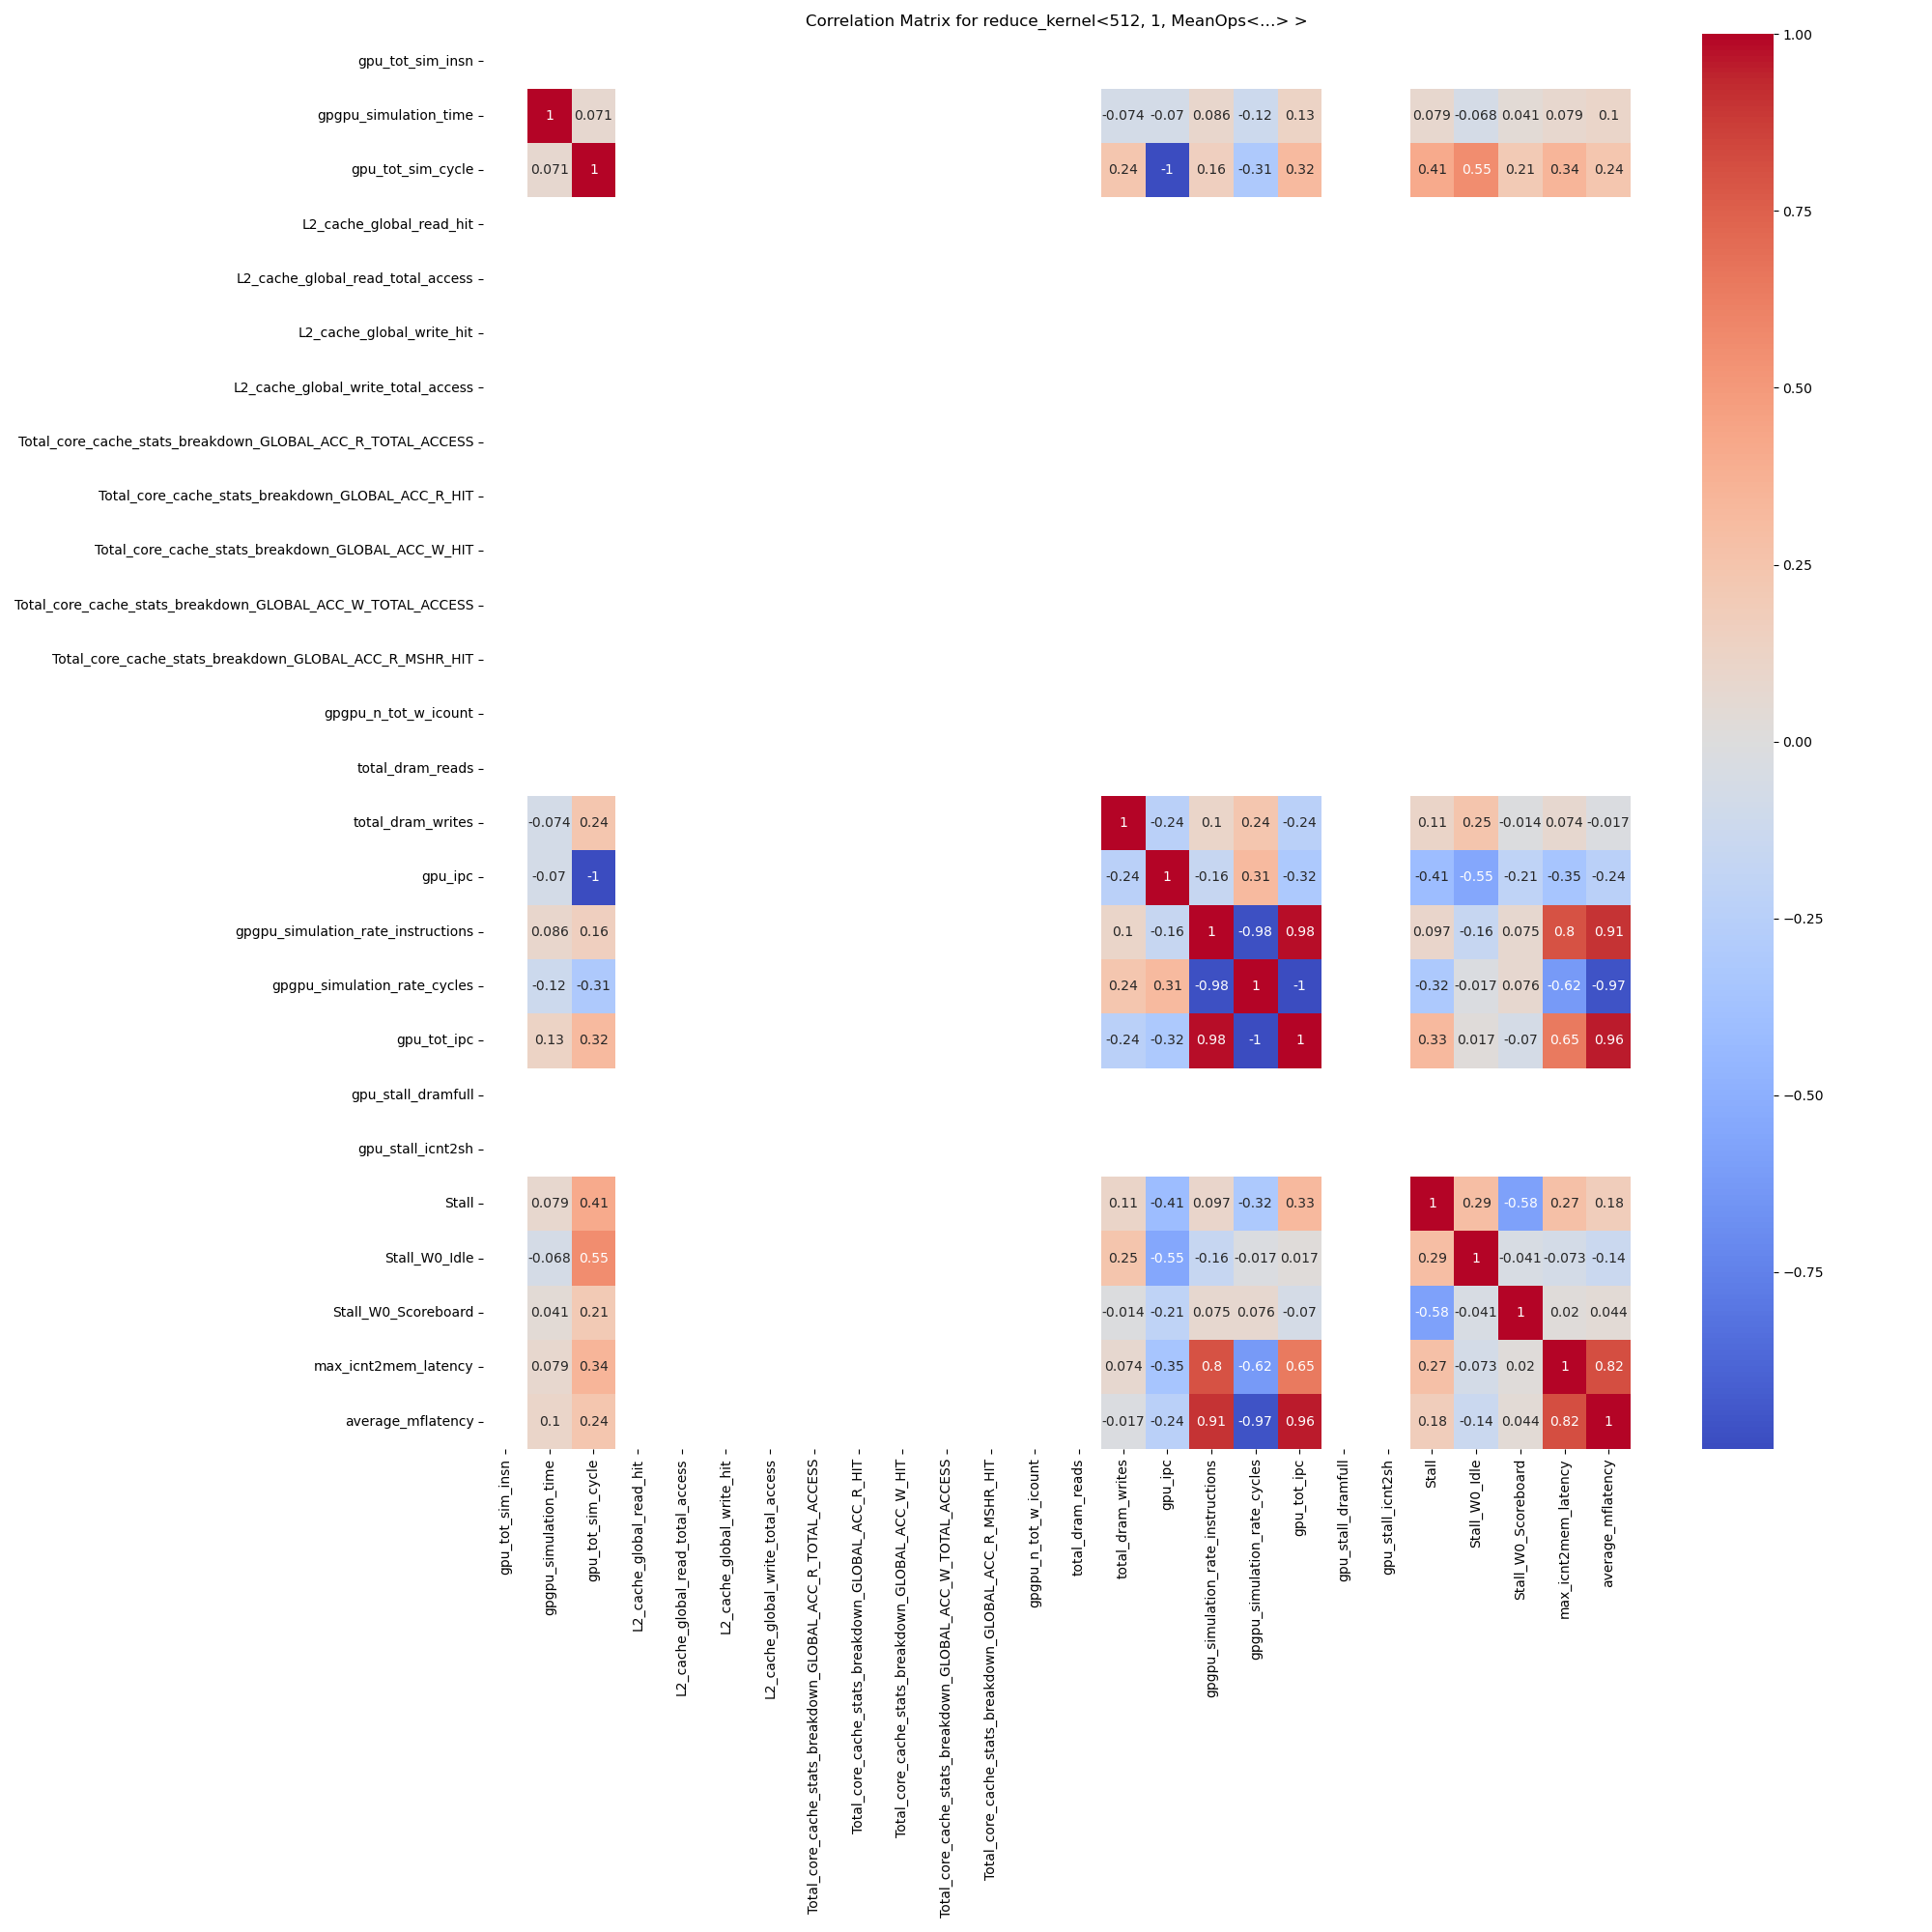 Correlation Matrix for reduce_kernel<512, 1, MeanOps<...> >
gpu_tot_sim_insn
gpgpu_simulation_time 1 0.071 -0.074 -0.07 0.086 -0.12 0.13 0.079 -0.068 0.041 0.079 0.1
gpu_tot_sim_cycle 0.071 1 0.24 -1 0.16 -0.31 0.32 0.41 0.55 0.21 0.34 0.24
L2_cache_global_read_hit
L2_cache_global_read_total_access
L2_cache_global_write_hit
L2_cache_global_write_total_access
Total_core_cache_stats_breakdown_GLOBAL_ACC_R_TOTAL_ACCESS
Total_core_cache_stats_breakdown_GLOBAL_ACC_R_HIT
Total_core_cache_stats_breakdown_GLOBAL_ACC_W_HIT
Total_core_cache_stats_breakdown_GLOBAL_ACC_W_TOTAL_ACCESS
Total_core_cache_stats_breakdown_GLOBAL_ACC_R_MSHR_HIT
gpgpu_n_tot_w_icount
total_dram_reads
total_dram_writes -0.074 0.24 1 -0.24 0.1 0.24 -0.24 0.11 0.25 -0.014 0.074 -0.017
gpu_ipc -0.07 -1 -0.24 1 -0.16 0.31 -0.32 -0.41 -0.55 -0.21 -0.35 -0.24
gpgpu_simulation_rate_instructions 0.086 0.16 0.1 -0.16 1 -0.98 0.98 0.097 -0.16 0.075 0.8 0.91
gpgpu_simulation_rate_cycles -0.12 -0.31 0.24 0.31 -0.98 1 -1 -0.32 -0.017 0.076 -0.62 -0.97
gpu_tot_ipc 0.13 0.32 -0.24 -0.32 0.98 -1 1 0.33 0.017 -0.07 0.65 0.96
gpu_stall_dramfull
gpu_stall_icnt2sh
Stall 0.079 0.41 0.11 -0.41 0.097 -0.32 0.33 1 0.29 -0.58 0.27 0.18
Stall_W0_Idle -0.068 0.55 0.25 -0.55 -0.16 -0.017 0.017 0.29 1 -0.041 -0.073 -0.14
Stall_W0_Scoreboard 0.041 0.21 -0.014 -0.21 0.075 0.076 -0.07 -0.58 -0.041 1 0.02 0.044
max_icnt2mem_latency 0.079 0.34 0.074 -0.35 0.8 -0.62 0.65 0.27 -0.073 0.02 1 0.82
average_mflatency 0.1 0.24 -0.017 -0.24 0.91 -0.97 0.96 0.18 -0.14 0.044 0.82 1
gpu_tot_sim_insn
gpgpu_simulation_time
gpu_tot_sim_cycle
L2_cache_global_read_hit
L2_cache_global_read_total_access
L2_cache_global_write_hit
L2_cache_global_write_total_access
Total_core_cache_stats_breakdown_GLOBAL_ACC_R_TOTAL_ACCESS
Total_core_cache_stats_breakdown_GLOBAL_ACC_R_HIT
Total_core_cache_stats_breakdown_GLOBAL_ACC_W_HIT
Total_core_cache_stats_breakdown_GLOBAL_ACC_W_TOTAL_ACCESS
Total_core_cache_stats_breakdown_GLOBAL_ACC_R_MSHR_HIT
gpgpu_n_tot_w_icount
total_dram_reads
total_dram_writes
gpu_ipc
gpgpu_simulation_rate_instructions
gpgpu_simulation_rate_cycles
gpu_tot_ipc
gpu_stall_dramfull
gpu_stall_icnt2sh
Stall
Stall_W0_Idle
Stall_W0_Scoreboard
max_icnt2mem_latency
average_mflatency
1.00
0.75
0.50
0.25
0.00
−0.25
−0.50
−0.75